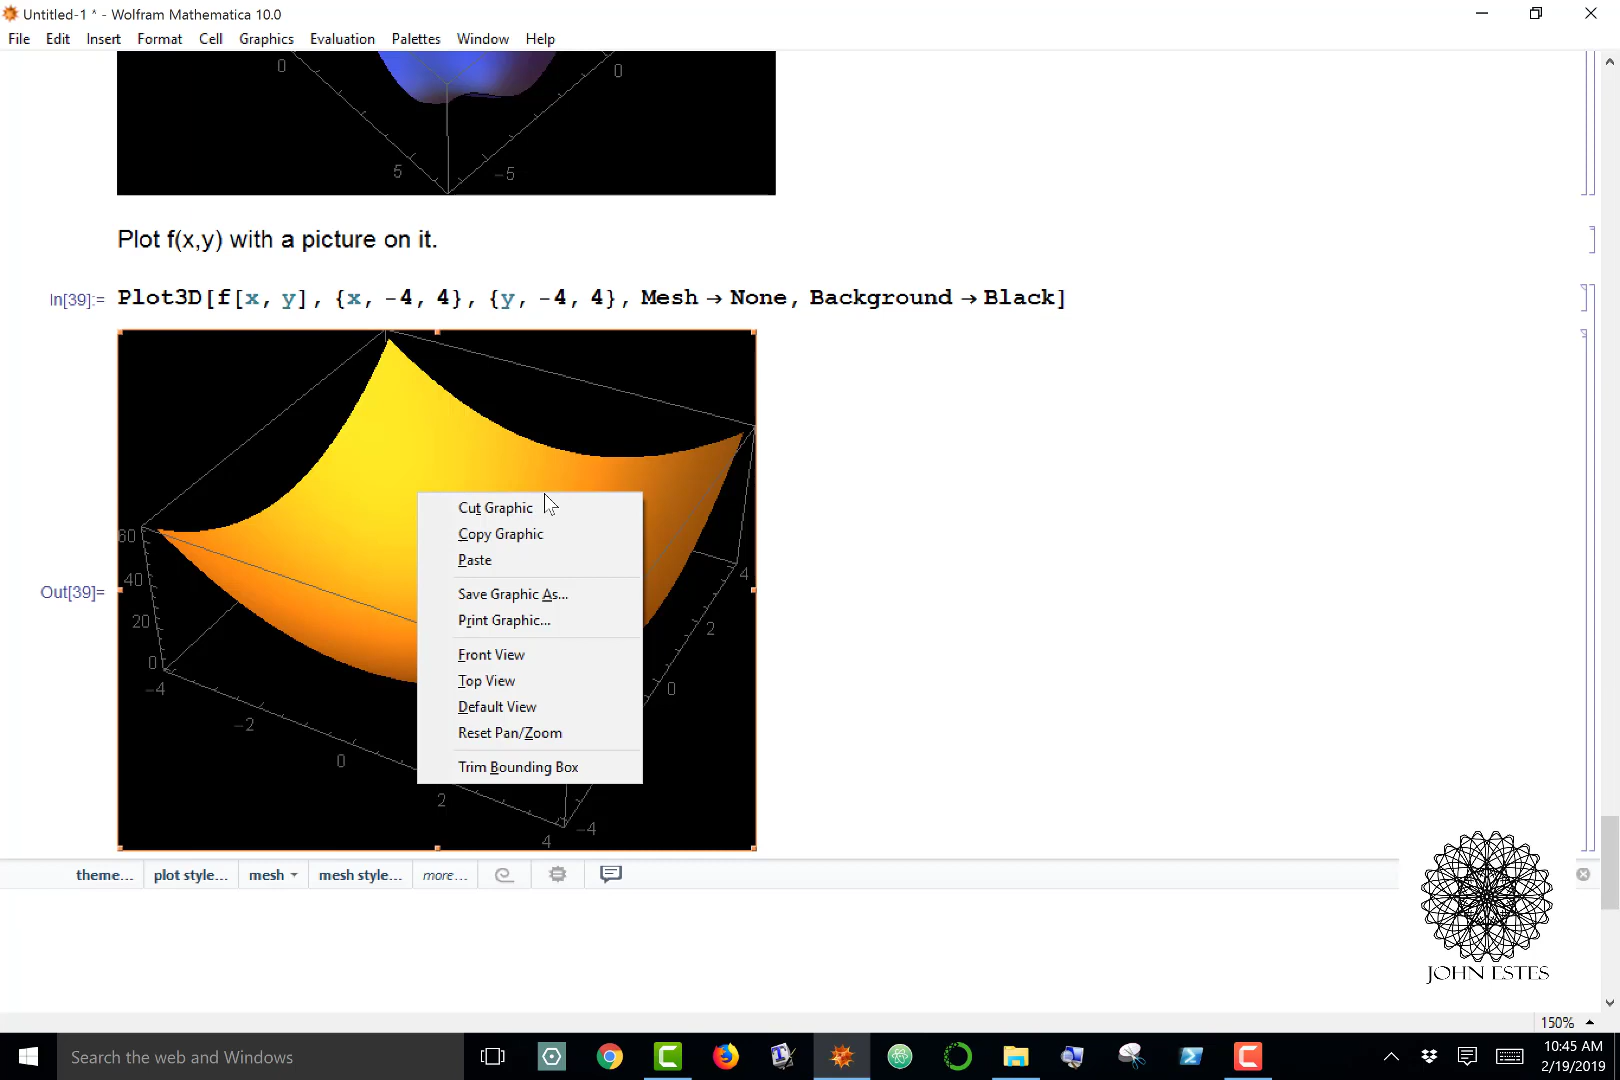 Untitled-1 * - Wolfram Mathematica 10.0
File Edit Insert Format Cell Graphics Evaluation Palettes Window Help
0 0
5 -5
Plot f(x,y) with a picture on it.
In[39]:= Plot3D[f[x, y], {x, -4, 4}, {y, -4, 4}, Mesh → None, Background → Black]
Cut Graphic
Copy Graphic
Paste
Save Graphic As...
Print Graphic...
Front View
Top View
Default View
Reset Pan/Zoom
Trim Bounding Box
Out[39]=
60
40
20
0
-4
-2
0
2
4
-4
0
2
4
theme... plot style... mesh mesh style... more...
JOHN ESTES
150%
Search the web and Windows
10:45 AM
2/19/2019